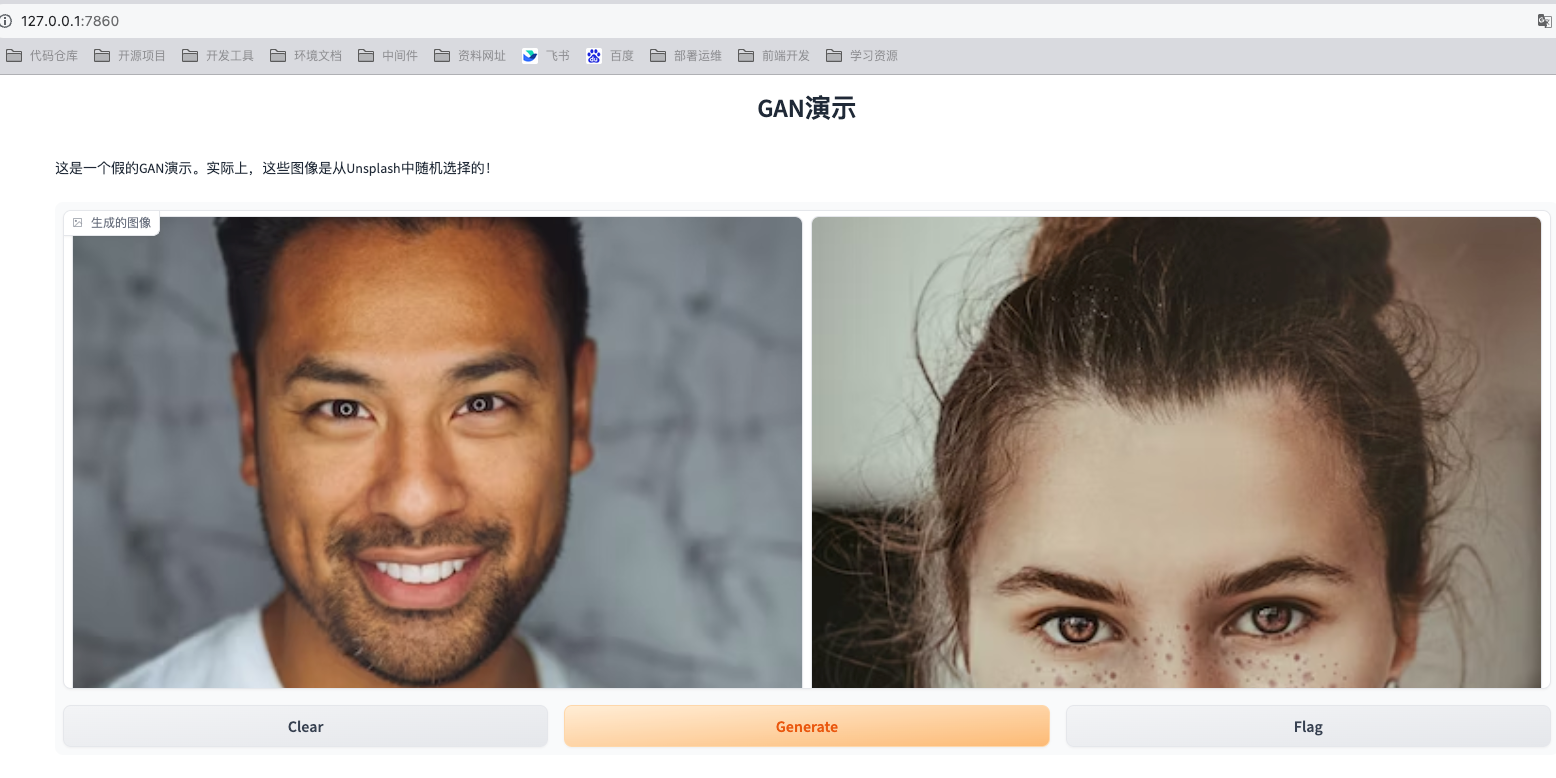 127.0.0.1:7860
代码仓库 开源项目 开发工具 环境文档 中间件 资料网址 飞书 百度 部署运维 前端开发 学习资源
GAN演示
这是一个假的GAN演示。实际上，这些图像是从Unsplash中随机选择的！
生成的图像
Clear Generate Flag